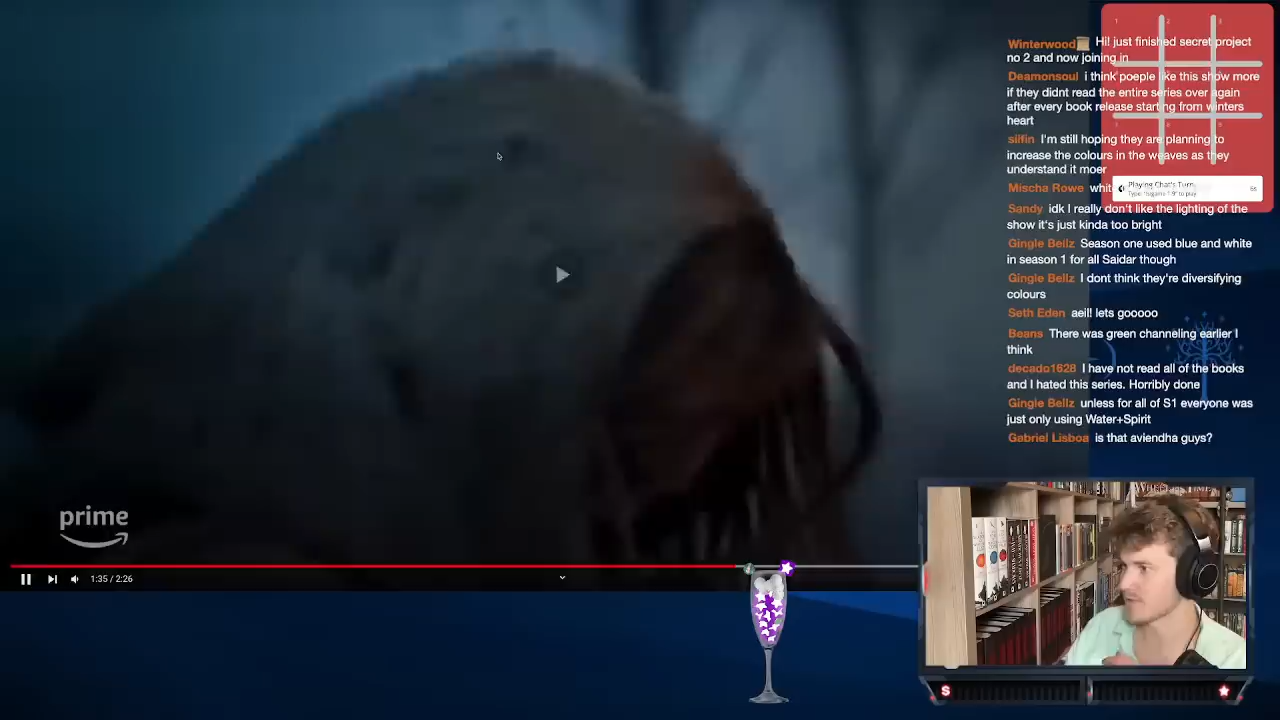 Winterwood Hi! just finished secret project
no 2 and now joining in
Deamonsoul i think poeple like this show more
if they didnt read the entire series over again
after every book release starting from winters
heart
siffin I'm still hoping they are planning to
increase the colours in the weaves as they
understand it moer
Mischa Rowe
Playing Chat's Turn
Sandy idk I really don't like the lighting of the
show it's just kinda too bright
Gingle Bellz Season one used blue and white
in season 1 for all Saidar though
Gingle Bellz I dont think they're diversifying
colours
Seth Eden aeil! lets gooooo
Beans There was green channeling earlier I
think
decado1628 I have not read all of the books
and I hated this series. Horribly done
Gingle Bellz unless for all of S1 everyone was
just only using Water+Spirit
Gabriel Lisboa is that aviendha guys?
prime
1:35 / 2:26
S